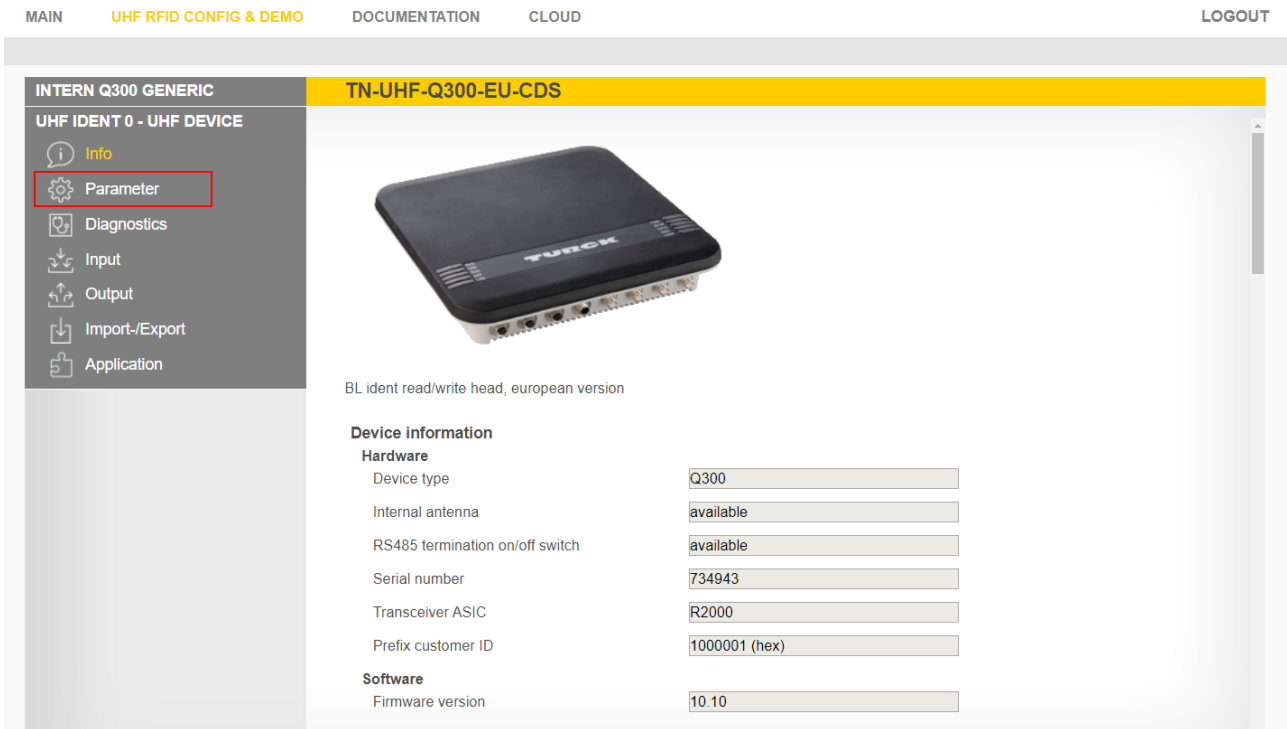 MAIN UHF RFID CONFIG & DEMO DOCUMENTATION CLOUD LOGOUT
INTERN Q300 GENERIC
TN-UHF-Q300-EU-CDS
UHF IDENT 0 - UHF DEVICE
Info
Parameter
Diagnostics
Input
Output
Import-/Export
Application
TURCK
BL ident read/write head, european version
Device information
Hardware
Device type Q300
Internal antenna available
RS485 termination on/off switch available
Serial number 734943
Transceiver ASIC R2000
Prefix customer ID 1000001 (hex)
Software
Firmware version 10.10